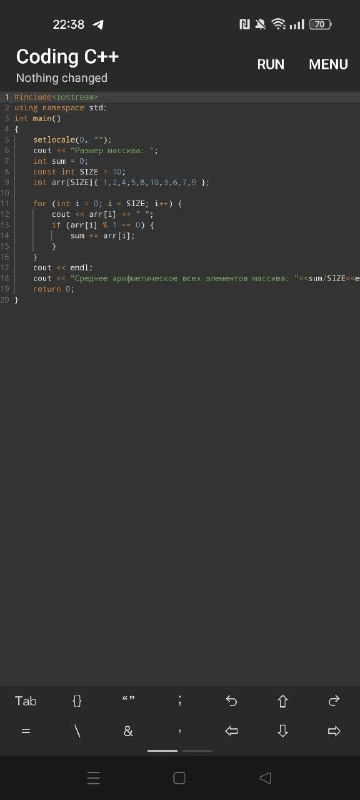 22:38
70
Coding C++
Nothing changed
RUN MENU
1 #include<iostream>
2 using namespace std;
3 int main()
4 {
5 setlocale(0, "");
6 cout << "Размер массива: ";
7 int sum = 0;
8 const int SIZE = 10;
9 int arr[SIZE]{ 1,2,4,5,8,10,3,6,7,9 };
10
11 for (int i = 0; i < SIZE; i++) {
12 cout << arr[i] << " ";
13 if (arr[i] % 1 == 0) {
14 sum += arr[i];
15 }
16 }
17 cout << endl;
18 cout << "Среднее арифметическое всех элементов массива: "<<sum/SIZE<<e
19 return 0;
20 }
Tab {} “” ;
= \ & ,